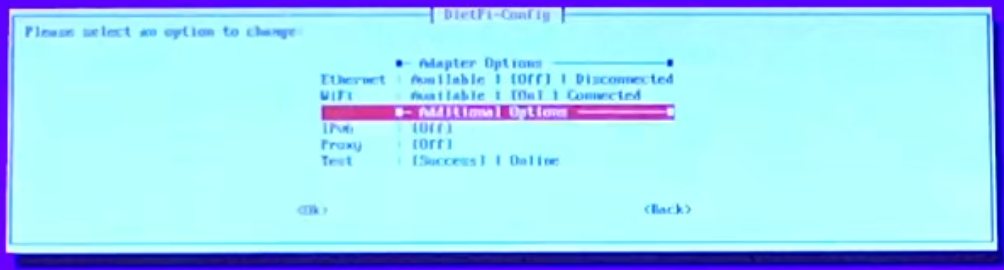 DietPi-Config
Please select an option to change:
●─ Adapter Options ─●
Ethernet : Available | [Off] | Disconnected
WiFi : Available | [On] | Connected
●─ Additional Options ─●
IPv6 : [Off]
Proxy : [Off]
Test : [Success] | Online
<Ok> <Back>